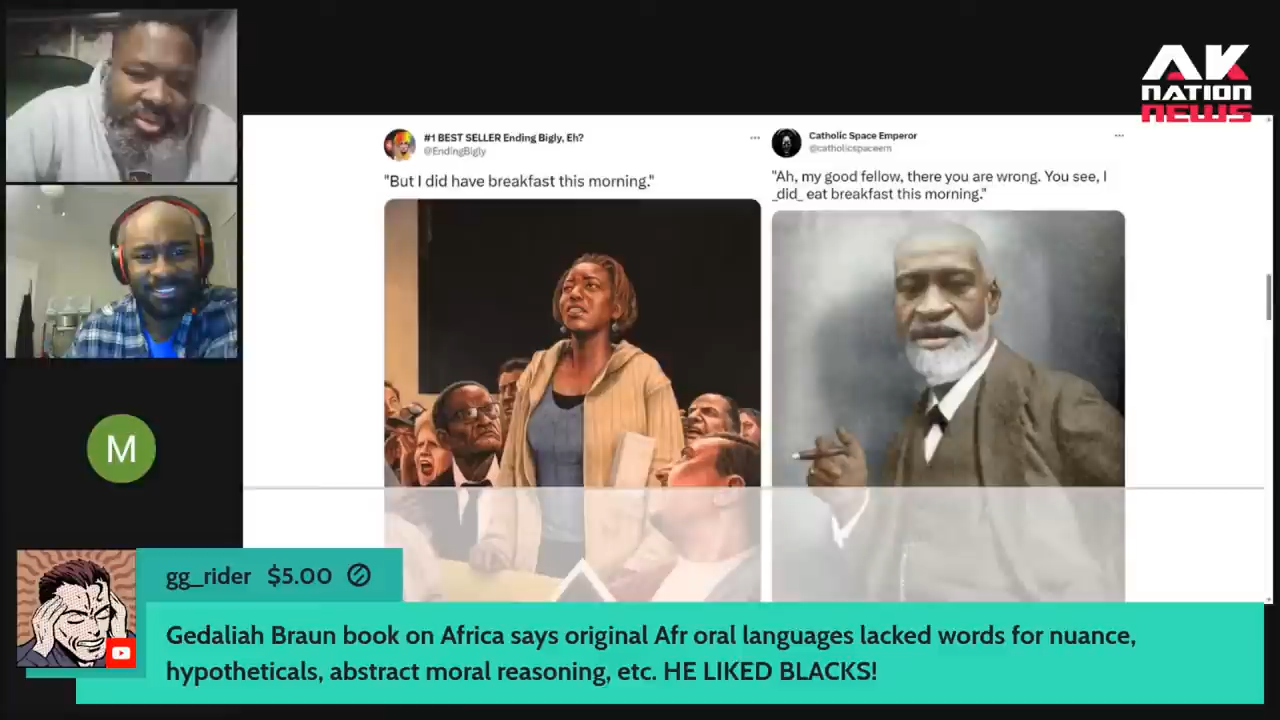 AK
NATION
NEWS
#1 BEST SELLER Ending Bigly, Eh?
@EndingBigly
"But I did have breakfast this morning."
Catholic Space Emperor
@catholicspaceem
"Ah, my good fellow, there you are wrong. You see, I
_did_ eat breakfast this morning."
M
gg_rider $5.00
Gedaliah Braun book on Africa says original Afr oral languages lacked words for nuance,
hypotheticals, abstract moral reasoning, etc. HE LIKED BLACKS!